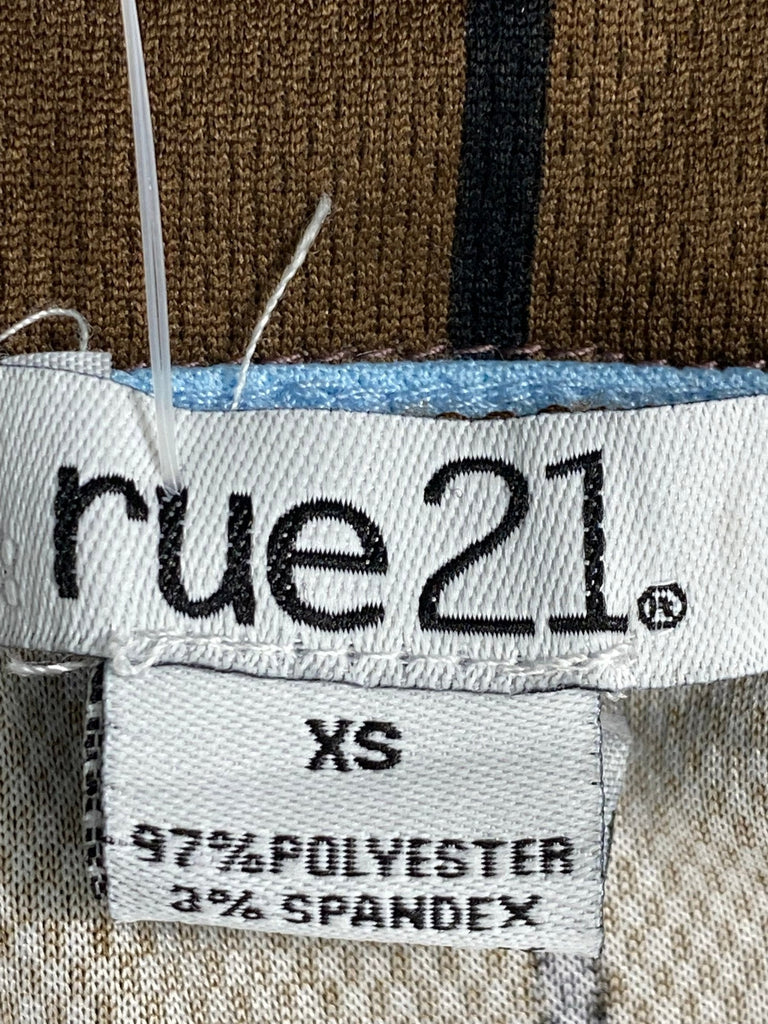 rue21®
XS
97% POLYESTER
3% SPANDEX